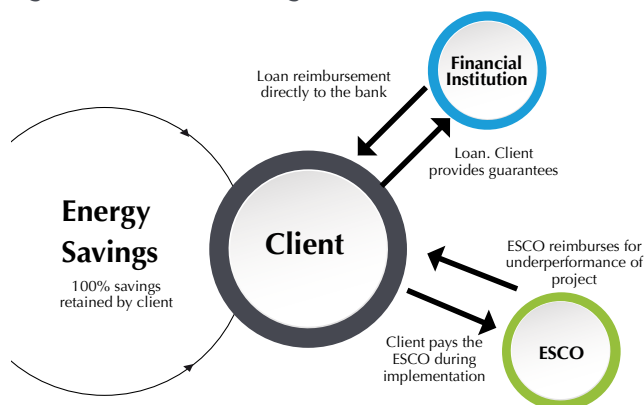 Financial
Institution
Loan reimbursement
directly to the bank
Loan. Client
provides guarantees
Energy
Savings
100% savings
retained by client
Client
ESCO reimburses for
underperformance of
project
Client pays the
ESCO during
implementation
ESCO